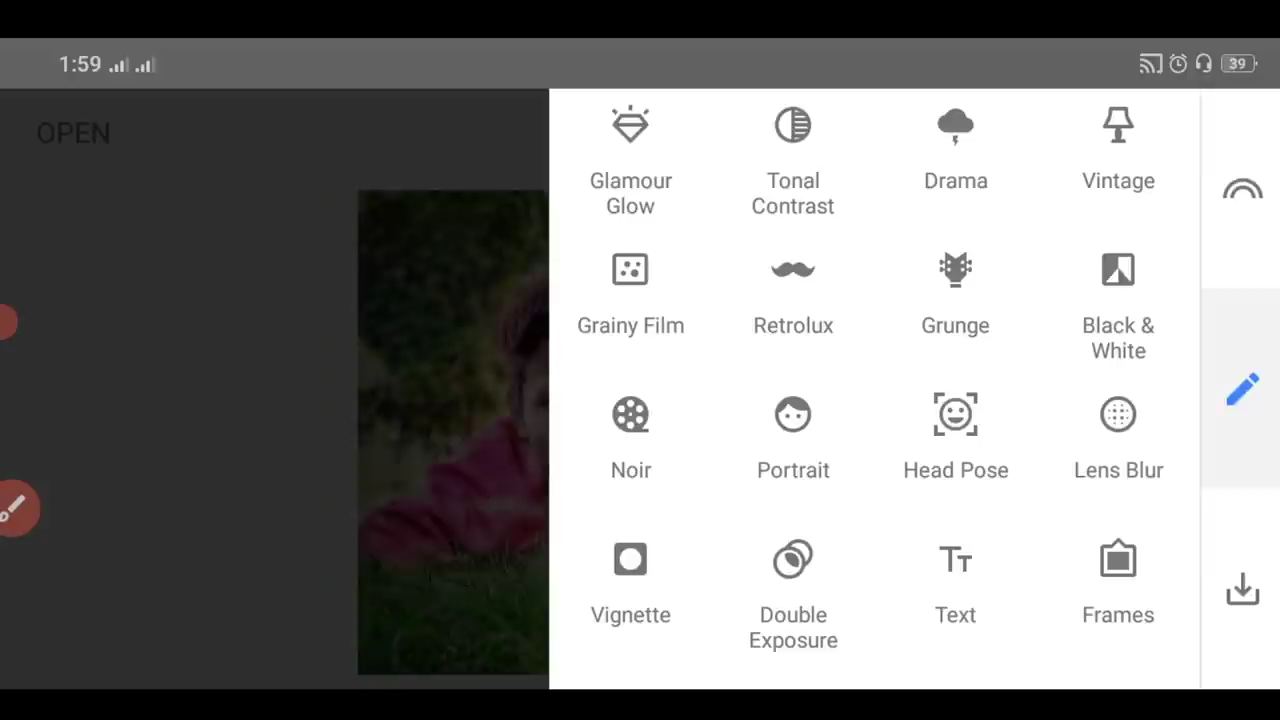 1:59
39
OPEN
Glamour
Glow
Tonal
Contrast
Drama
Vintage
Grainy Film
Retrolux
Grunge
Black &
White
Noir
Portrait
Head Pose
Lens Blur
Vignette
Double
Exposure
Tt
Text
Frames